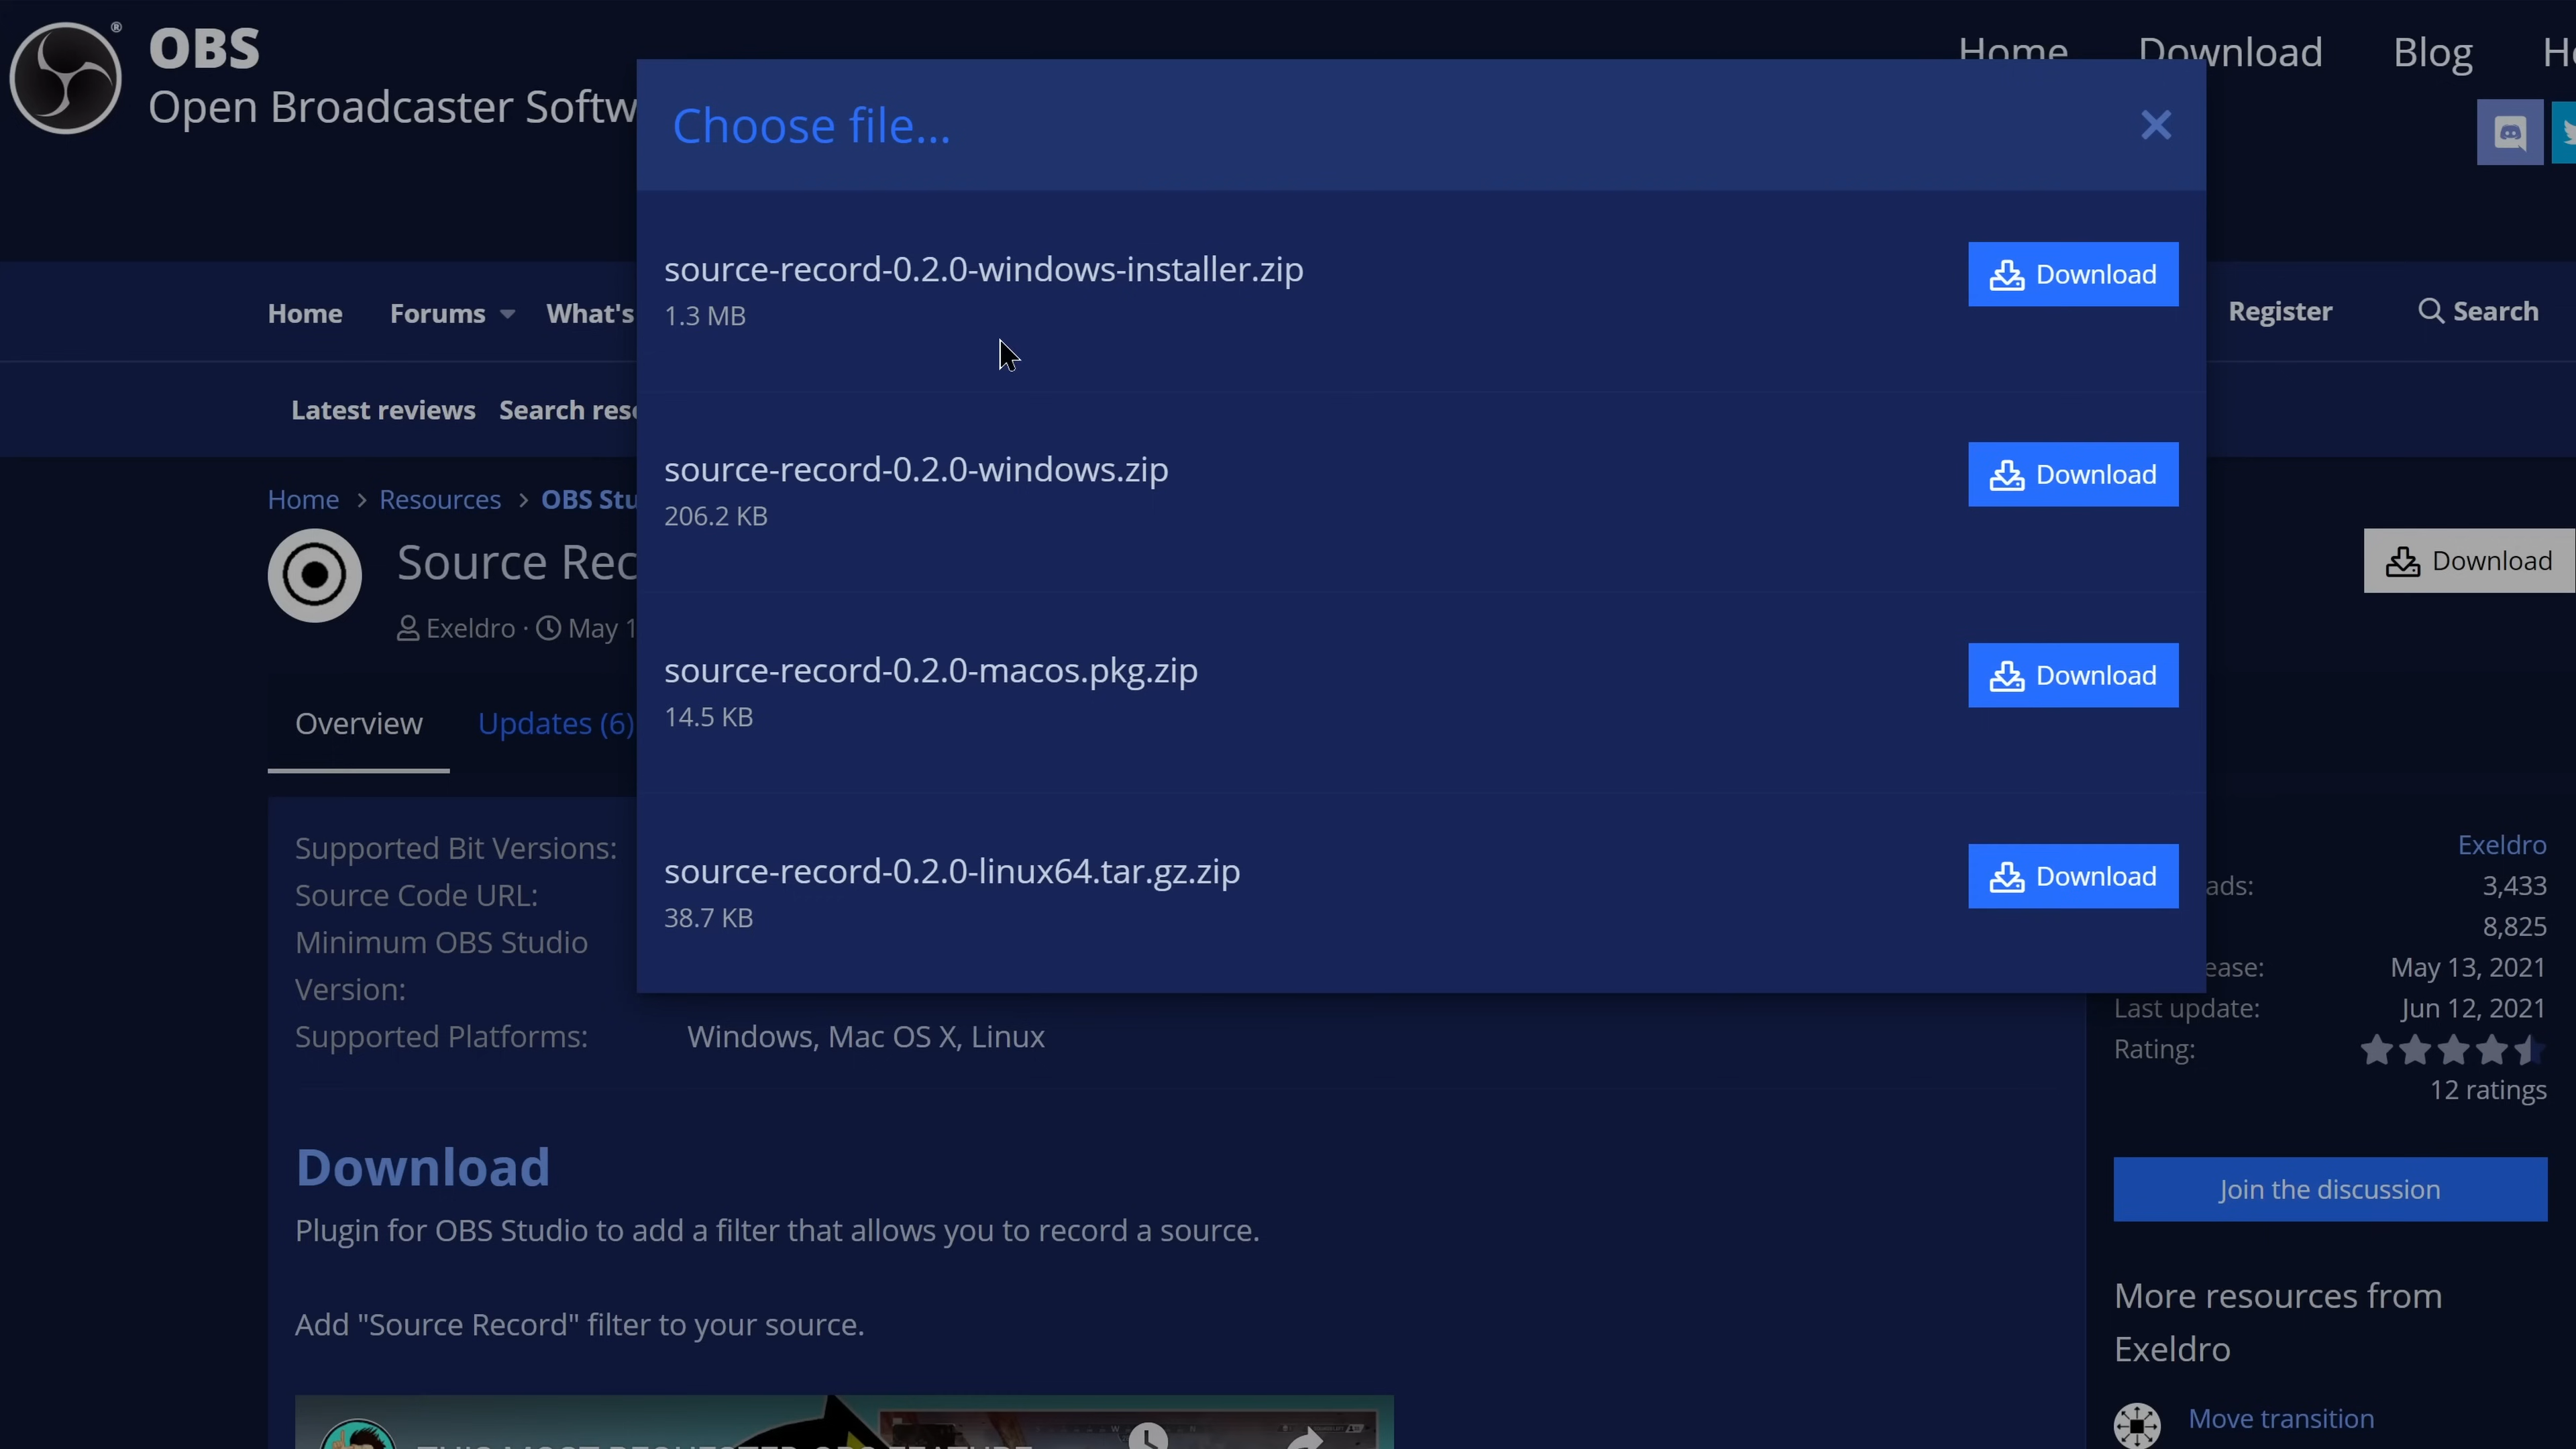 OBS
®
Open Broadcaster Softw
Home
Download
Blog
Choose file...
source-record-0.2.0-windows-installer.zip
1.3 MB
Download
Home
Forums
What's
Register
Search
Latest reviews
Search
source-record-0.2.0-windows.zip
206.2 KB
Download
Home > Resources > OBS Stu
Source Rec
Exeldro · May 1
Download
source-record-0.2.0-macos.pkg.zip
14.5 KB
Download
Overview
Updates (6)
source-record-0.2.0-linux64.tar.gz.zip
38.7 KB
Download
Supported Bit Versions:
Source Code URL:
Minimum OBS Studio
Version:
Supported Platforms:
Windows, Mac OS X, Linux
Exeldro
ads:
3,433
8,825
ease:
May 13, 2021
Last update:
Jun 12, 2021
Rating:
12 ratings
Download
Plugin for OBS Studio to add a filter that allows you to record a source.
Add "Source Record" filter to your source.
Join the discussion
More resources from
Exeldro
Move transition